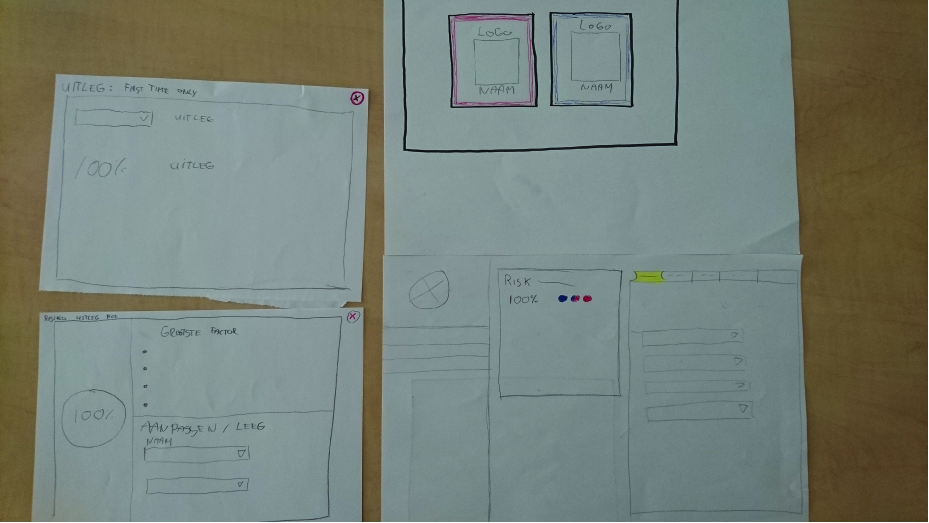 UITLEG: FIRST TIME ONLY
UITLEG
100% UITLEG
LOGO
NAAM
LOGO
NAAM
UITLEG
GROOTSTE FACTOR
100%
AANPASSEN / LEEG
NAAM
RISK
100%